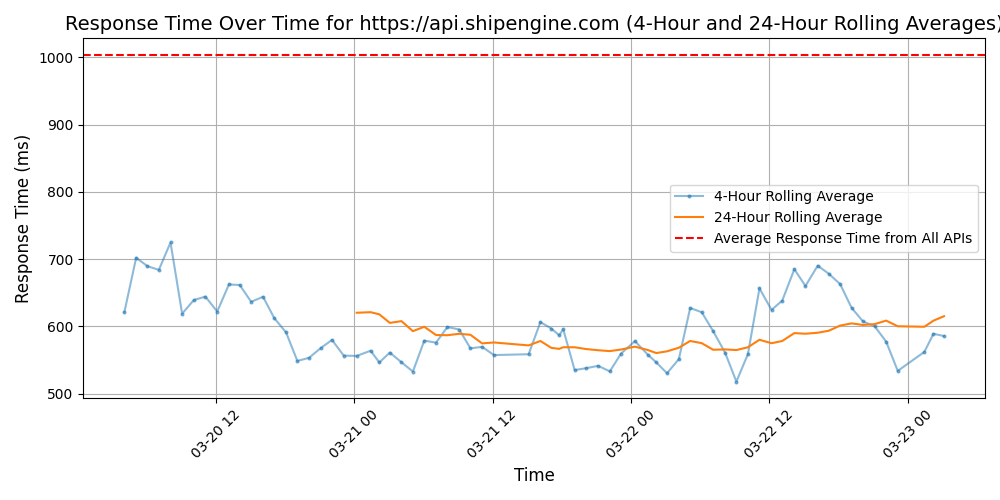 Response Time Over Time for https://api.shipengine.com (4-Hour and 24-Hour Rolling Averages)
Response Time (ms)
1000
900
800
700
600
500
4-Hour Rolling Average
24-Hour Rolling Average
Average Response Time from All APIs
03-20 12
03-21 00
03-21 12
03-22 00
03-22 12
03-23 00
Time